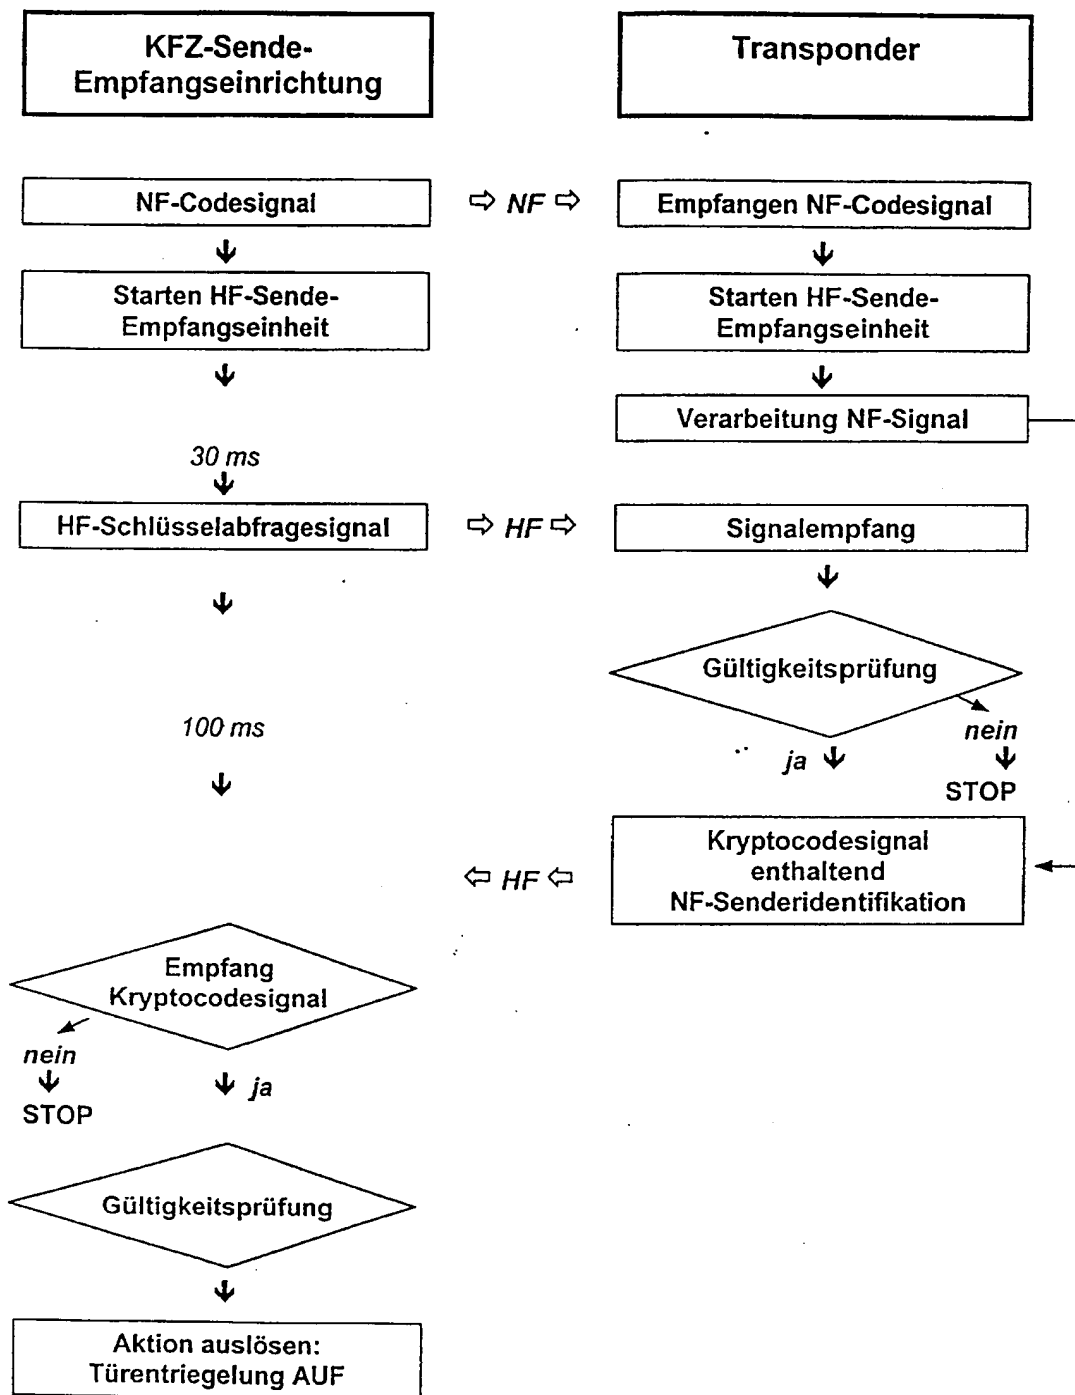 KFZ-Sende-
Empfangseinrichtung
Transponder
NF-Codesignal
NF
Empfangen NF-Codesignal
Starten HF-Sende-
Empfangseinheit
Starten HF-Sende-
Empfangseinheit
Verarbeitung NF-Signal
30 ms
HF-Schlüsselabfragesignal
HF
Signalempfang
Gültigkeitsprüfung
100 ms
nein
ja
STOP
Kryptocodesignal
enthaltend
NF-Senderidentifikation
HF
Empfang
Kryptocodesignal
nein
ja
STOP
Gültigkeitsprüfung
Aktion auslösen:
Türentriegelung AUF